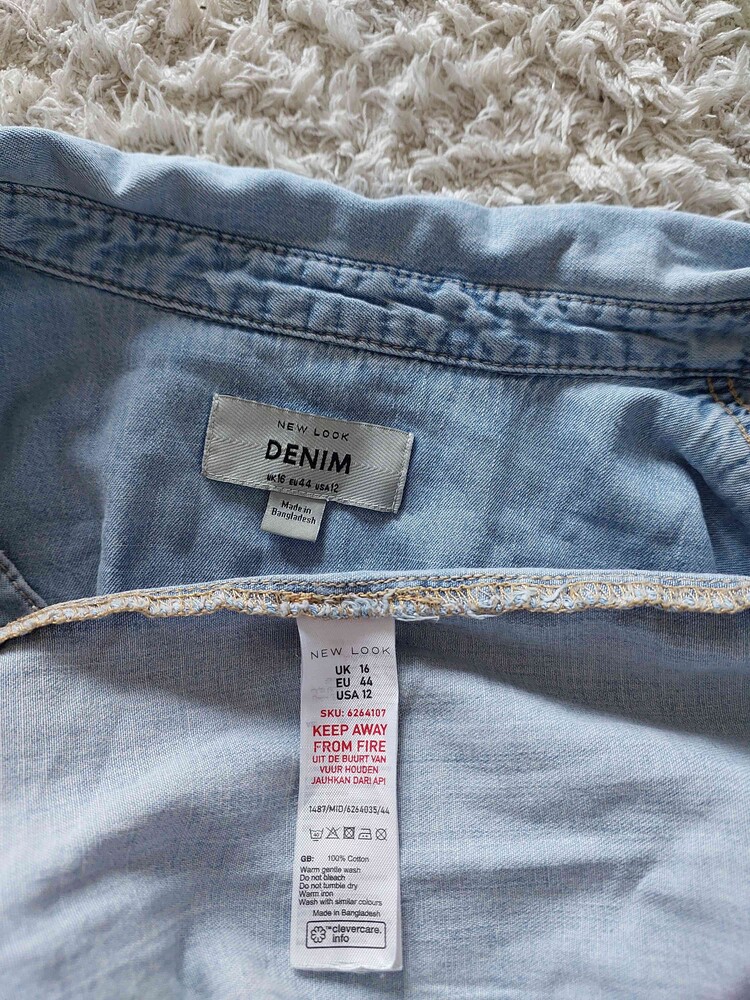 NEW LOOK
DENIM
UK16 EU44 USA12
Made in
Bangladesh
NEW LOOK
UK 16
EU 44
USA 12
SKU: 6264107
KEEP AWAY
FROM FIRE
UIT DE BUURT VAN
VUUR HOUDEN
JAUHKAN DARI API
1487/MID/6264035/44
40
GB: 100% Cotton
Warm gentle wash
Do not bleach
Do not tumble dry
Warm iron
Wash with similar colours
Made in Bangladesh
™clevercare.
info